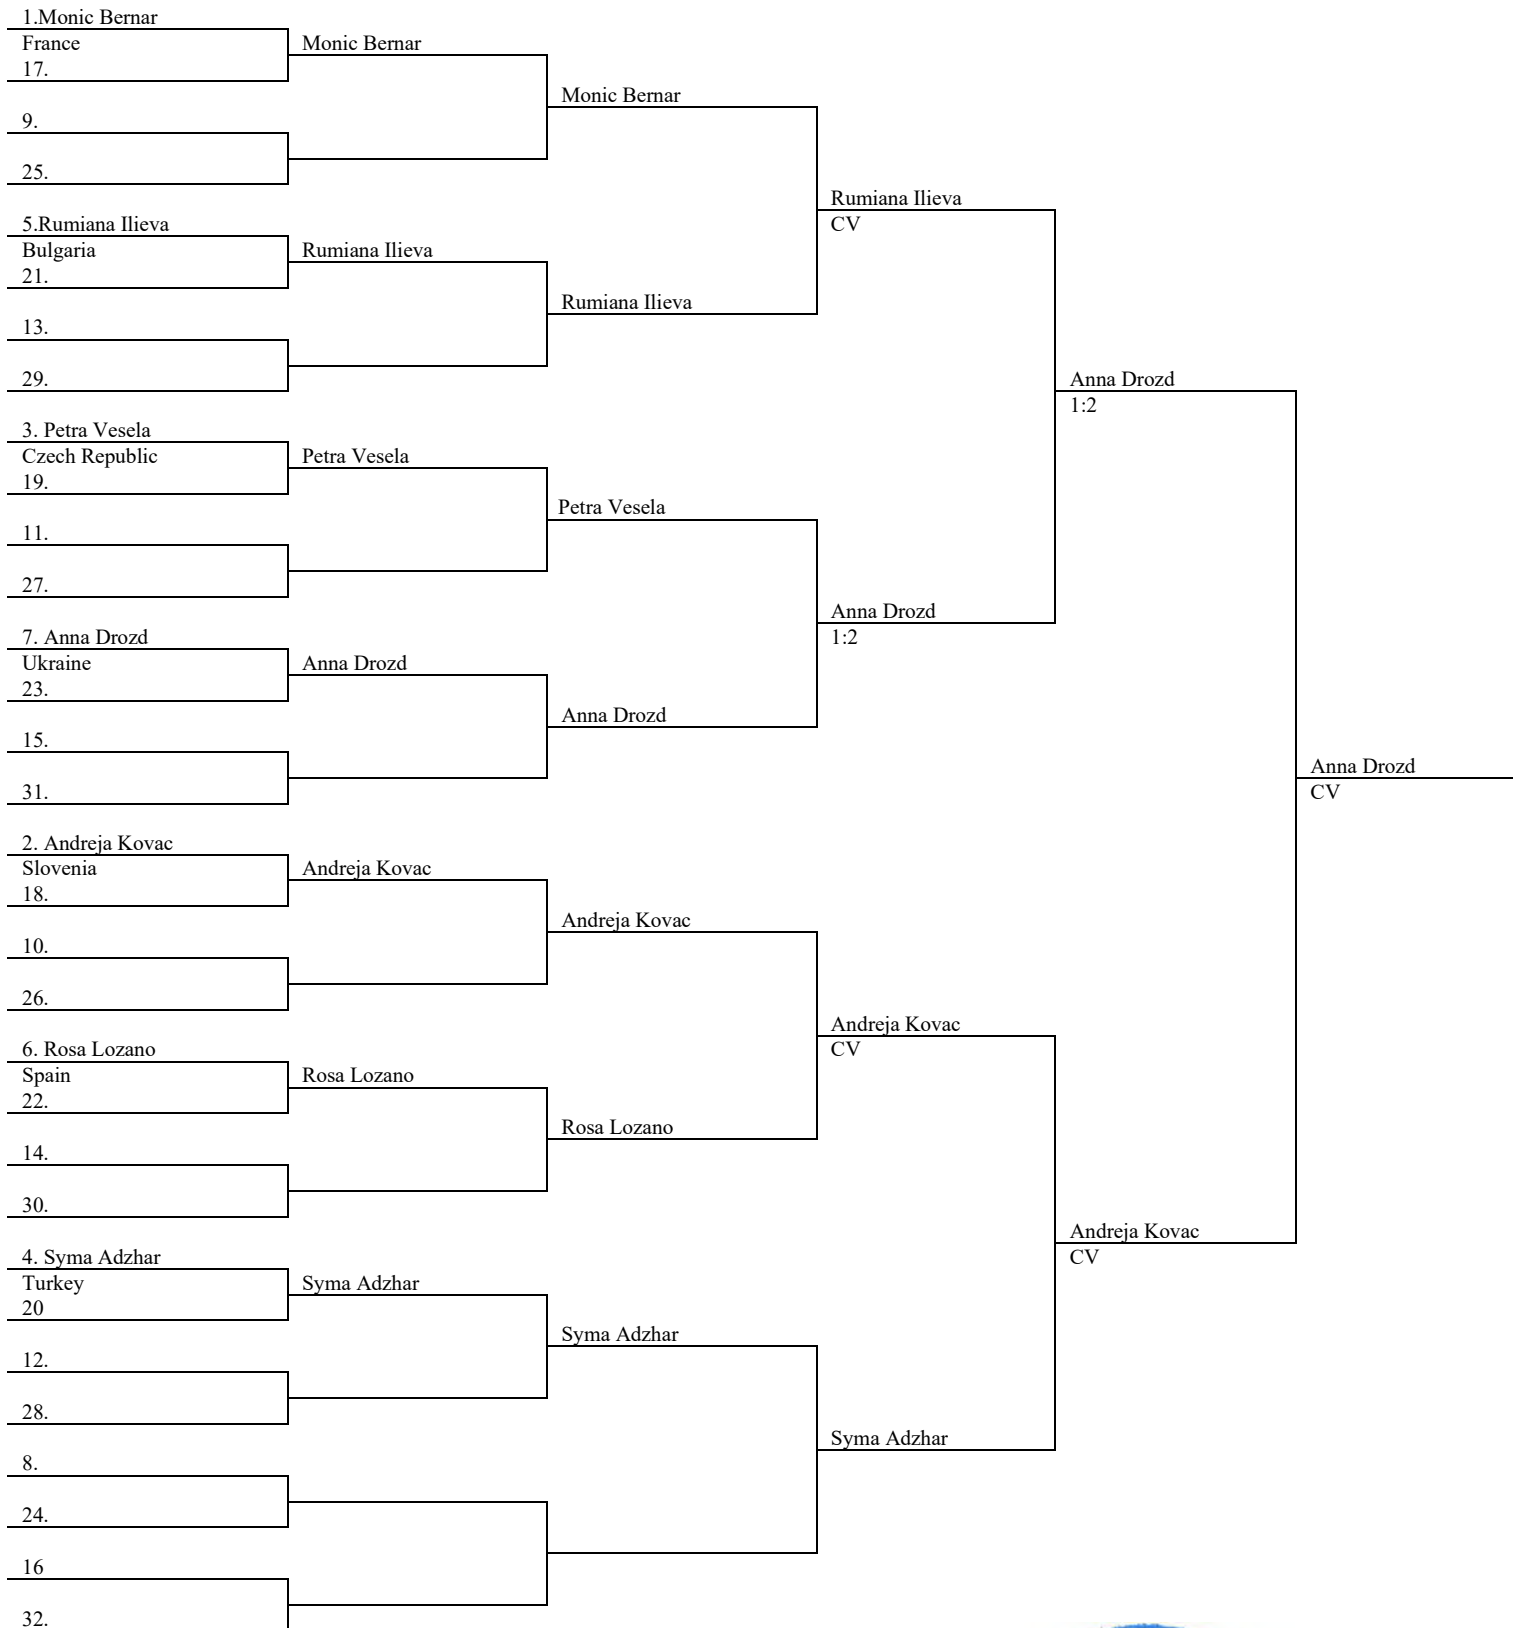 1.Monic Bernar
France
17.
9.
25.
5.Rumiana Ilieva
Bulgaria
21.
13.
29.
3. Petra Vesela
Czech Republic
19.
11.
27.
7. Anna Drozd
Ukraine
23.
15.
31.
2. Andreja Kovac
Slovenia
18.
10.
26.
6. Rosa Lozano
Spain
22.
14.
30.
4. Syma Adzhar
Turkey
20
12.
28.
8.
24.
16
32.
Monic Bernar
Rumiana Ilieva
Petra Vesela
Anna Drozd
Andreja Kovac
Rosa Lozano
Syma Adzhar
Monic Bernar
Rumiana Ilieva
Petra Vesela
Anna Drozd
Andreja Kovac
Rosa Lozano
Syma Adzhar
Rumiana Ilieva
CV
Anna Drozd
1:2
Andreja Kovac
CV
Syma Adzhar
Anna Drozd
1:2
Andreja Kovac
CV
Anna Drozd
CV